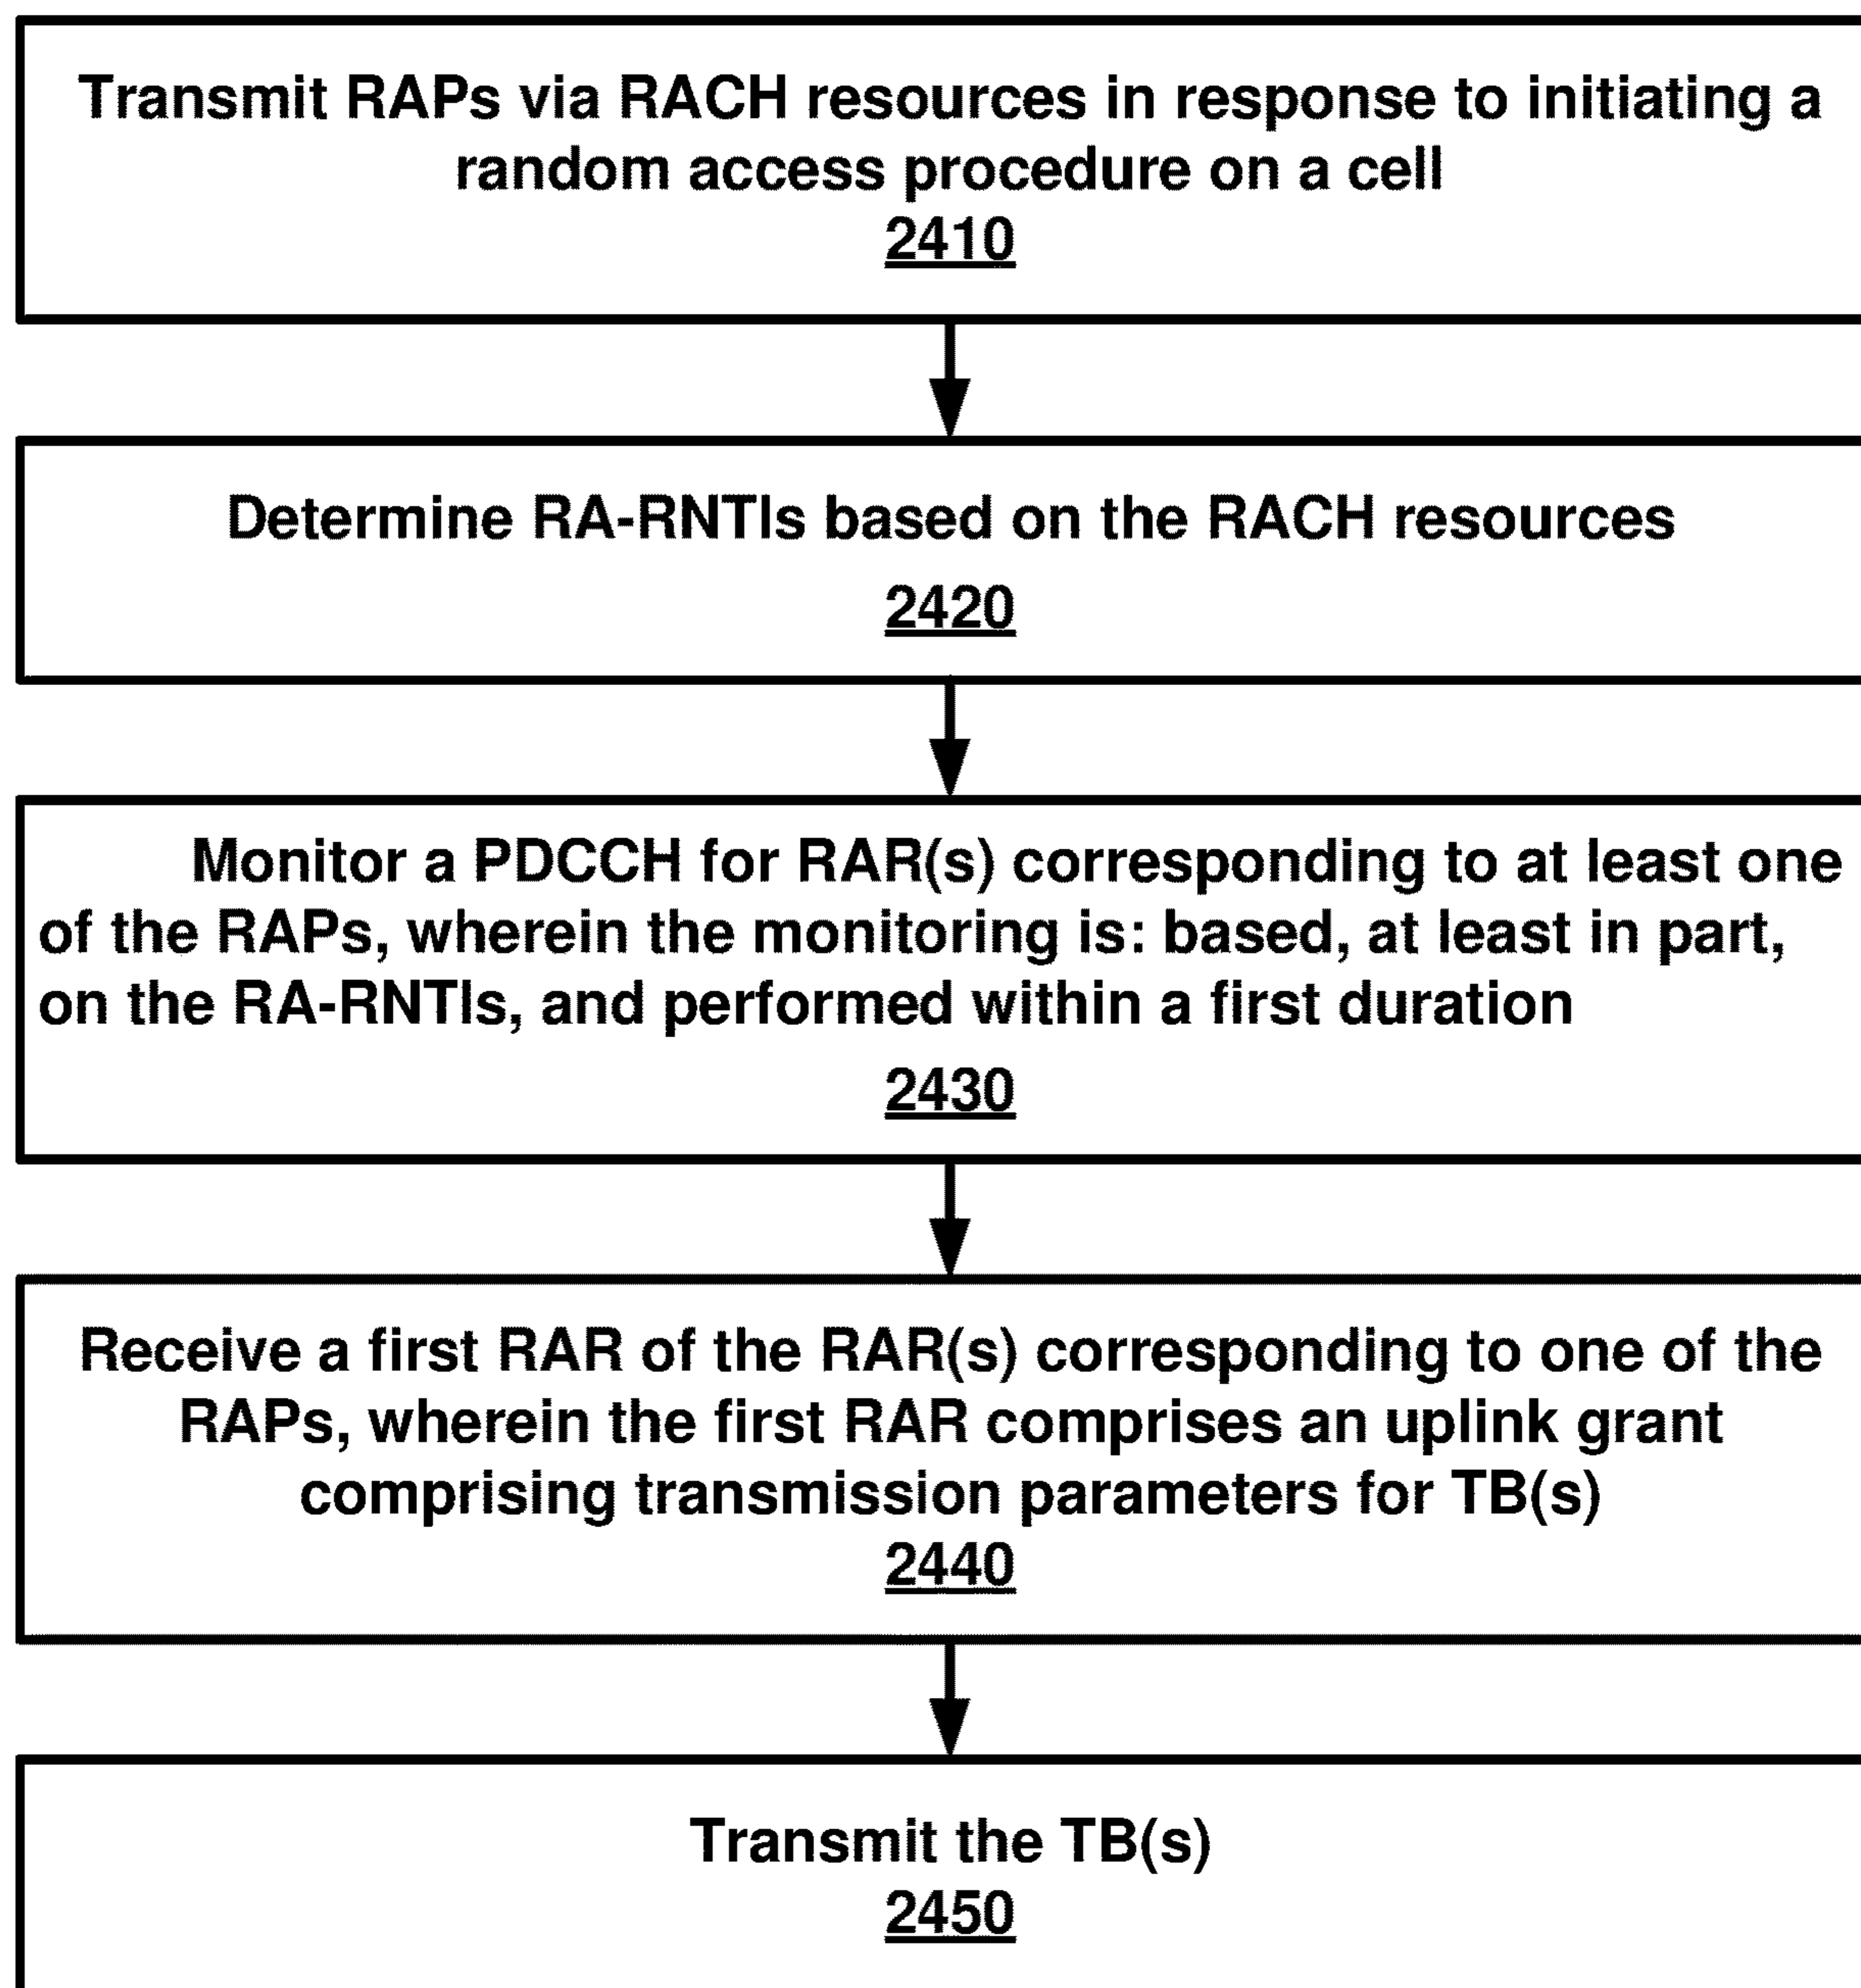 Transmit RAPs via RACH resources in response to initiating a
random access procedure on a cell
2410
Determine RA-RNTIs based on the RACH resources
2420
Monitor a PDCCH for RAR(s) corresponding to at least one
of the RAPs, wherein the monitoring is: based, at least in part,
on the RA-RNTIs, and performed within a first duration
2430
Receive a first RAR of the RAR(s) corresponding to one of the
RAPs, wherein the first RAR comprises an uplink grant
comprising transmission parameters for TB(s)
2440
Transmit the TB(s)
2450